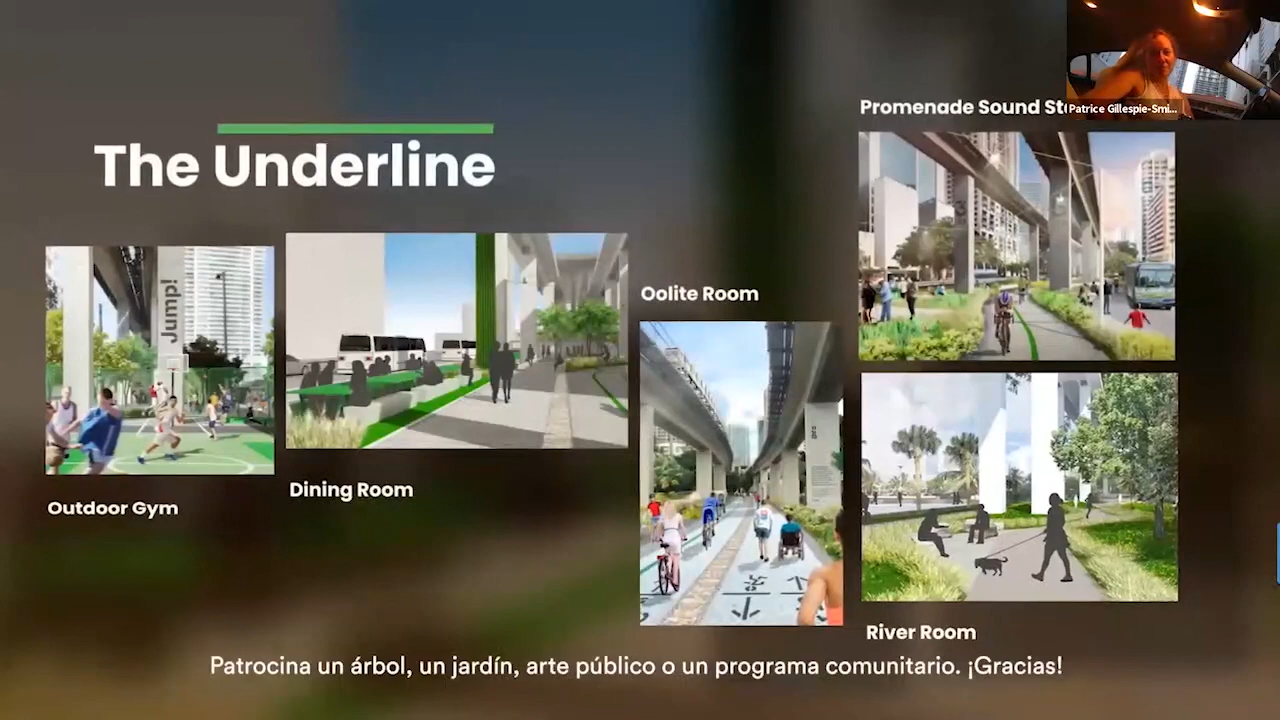 Promenade Sound St
Patrice Gillespie-Smi...
The Underline
Jump!
Oolite Room
Dining Room
Outdoor Gym
River Room
Patrocina un árbol, un jardín, arte público o un programa comunitario. ¡Gracias!